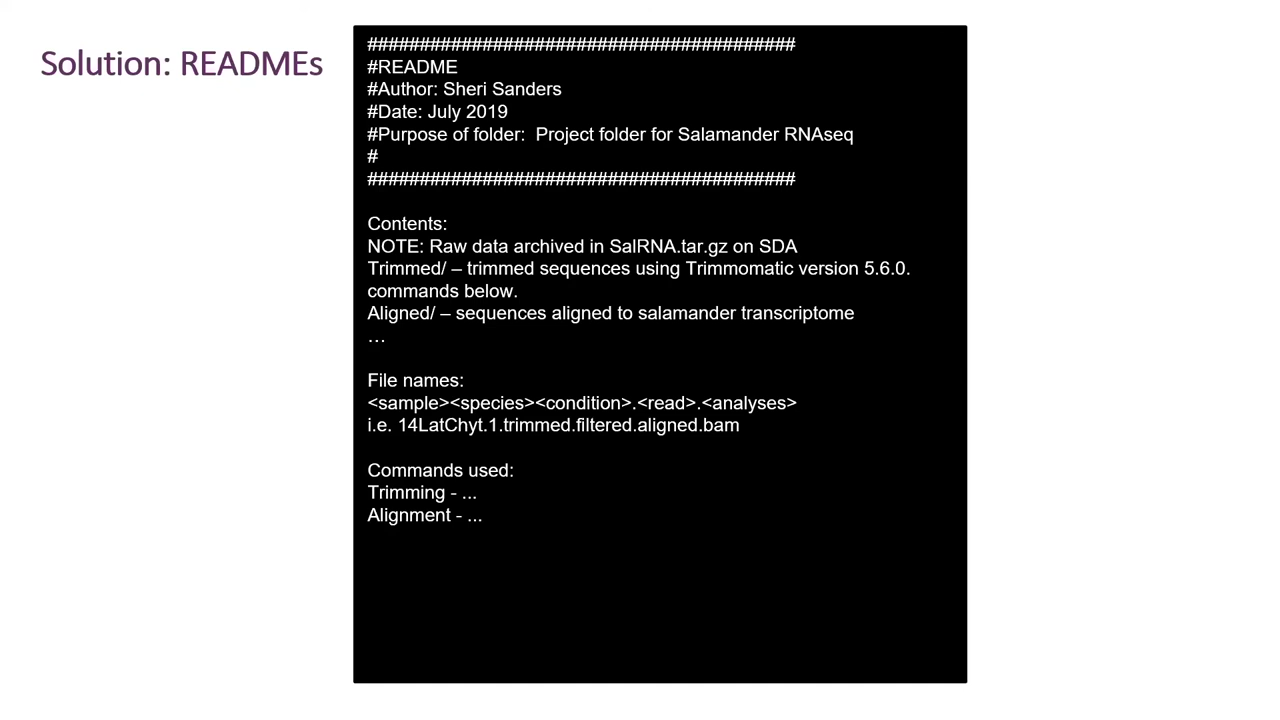 Solution: READMEs
#########################################
#README
#Author: Sheri Sanders
#Date: July 2019
#Purpose of folder:  Project folder for Salamander RNAseq
#
#########################################
Contents:
NOTE: Raw data archived in SalRNA.tar.gz on SDA
Trimmed/ – trimmed sequences using Trimmomatic version 5.6.0.
commands below.
Aligned/ – sequences aligned to salamander transcriptome
…
File names:
<sample><species><condition>.<read>.<analyses>
i.e. 14LatChyt.1.trimmed.filtered.aligned.bam
Commands used:
Trimming - ...
Alignment - ...